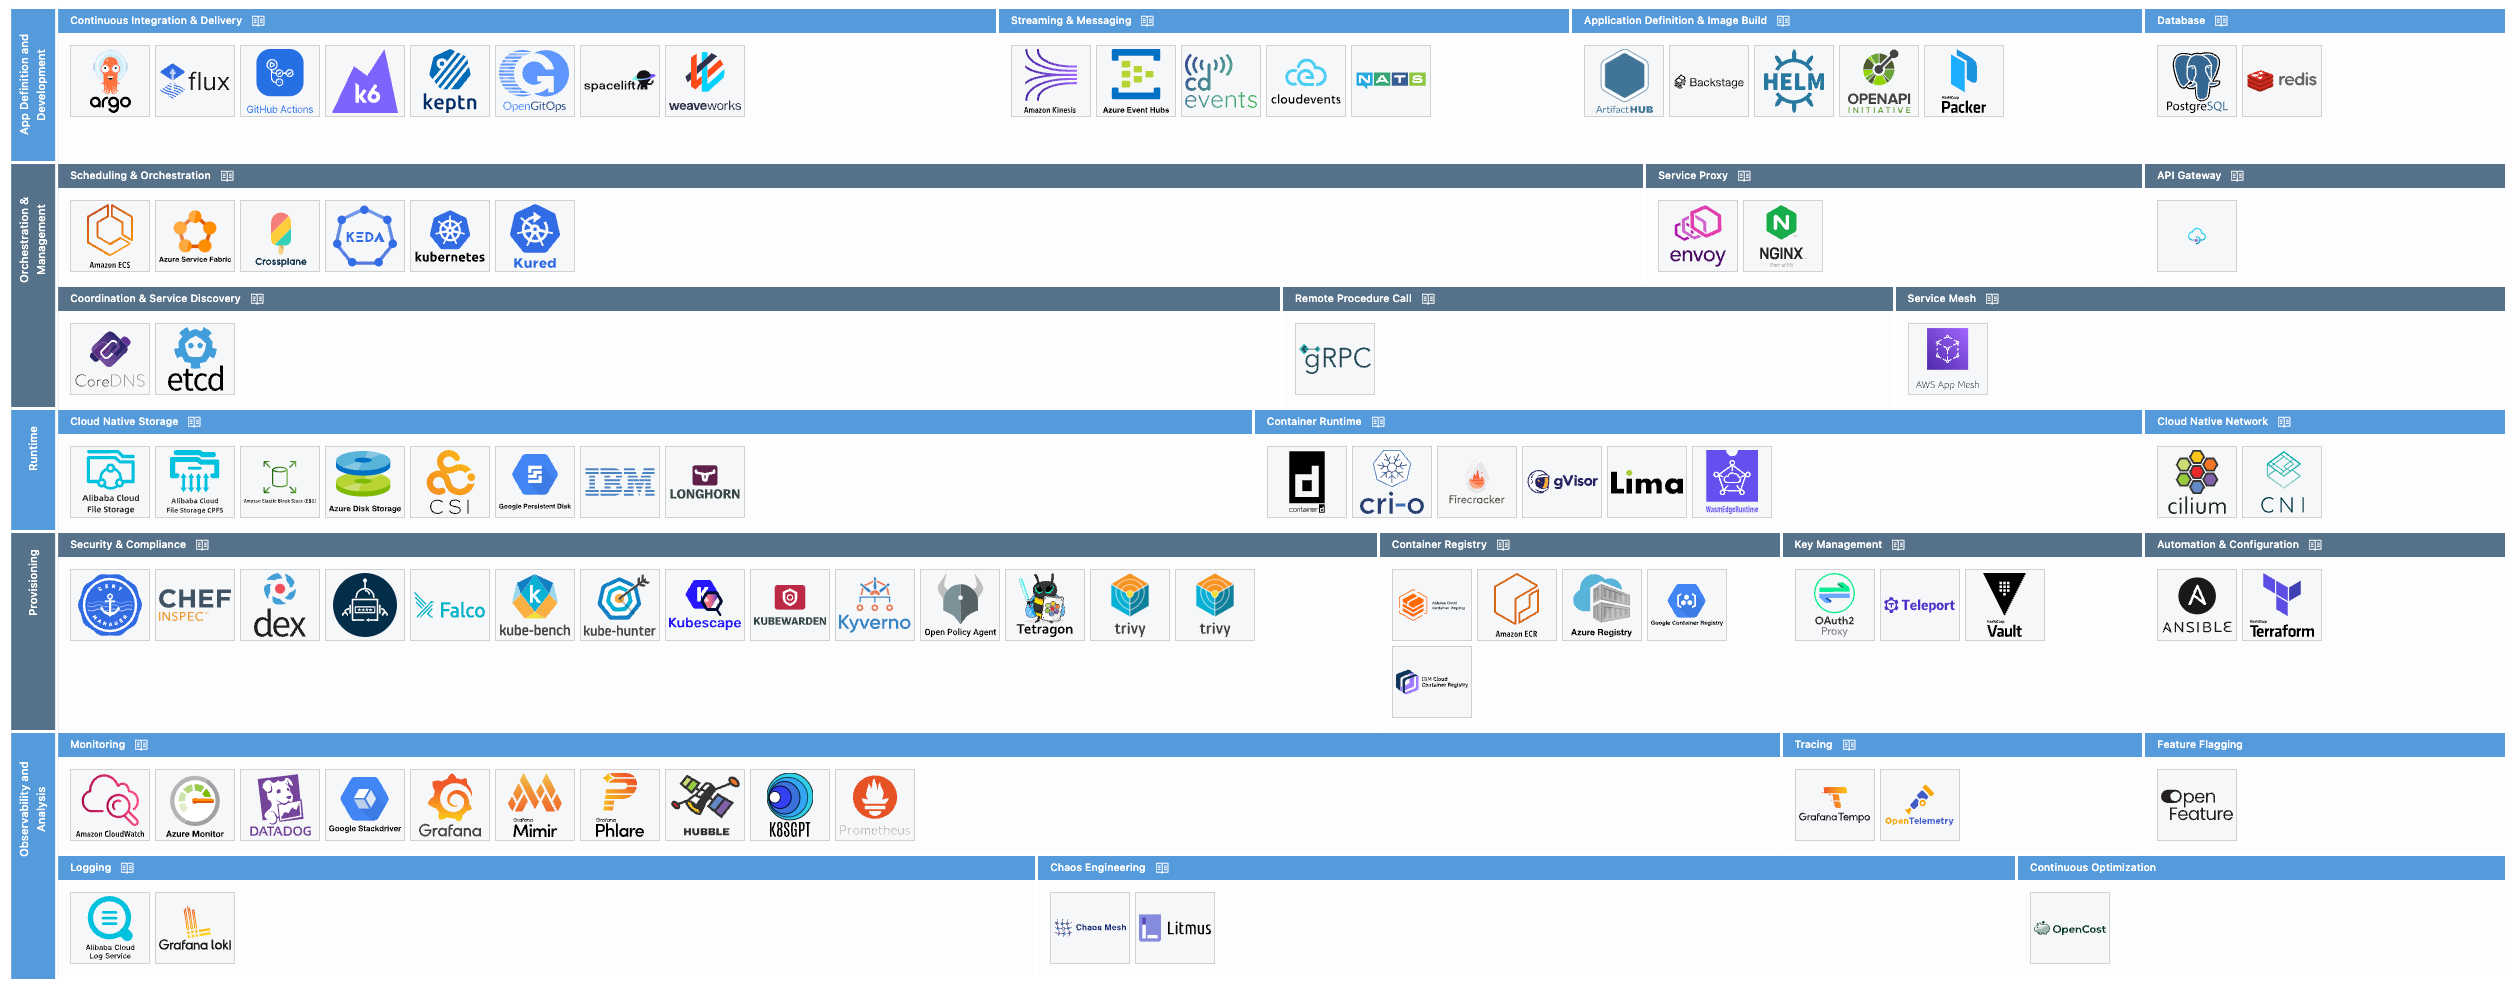 App Definition and
Development
Continuous Integration & Delivery
Streaming & Messaging
Application Definition & Image Build
Database
argo
flux
GitHub Actions
k6
keptn
OpenGitOps
spacelift
weaveworks
Amazon Kinesis
Azure Event Hubs
cd
events
cloudevents
NATS
ArtifactHUB
Backstage
HELM
OPENAPI
INITIATIVE
HashiCorp
Packer
PostgreSQL
redis
Orchestration &
Management
Scheduling & Orchestration
Service Proxy
API Gateway
Amazon ECS
Azure Service Fabric
Crossplane
KEDA
kubernetes
Kured
envoy
NGINX
Part of F5
Coordination & Service Discovery
Remote Procedure Call
Service Mesh
CoreDNS
etcd
gRPC
AWS App Mesh
Runtime
Cloud Native Storage
Container Runtime
Cloud Native Network
Alibaba Cloud
File Storage
Alibaba Cloud
File Storage CPFS
Amazon Elastic Block Store (EBS)
Azure Disk Storage
CSI
Google Persistent Disk
IBM
LONGHORN
containerd
cri-o
Firecracker
gVisor
Lima
WasmEdgeRuntime
cilium
CNI
Provisioning
Security & Compliance
Container Registry
Key Management
Automation & Configuration
CERT
MANAGER
CHEF
INSPEC
dex
Falco
kube-bench
kube-hunter
Kubescape
KUBEWARDEN
Kyverno
Open Policy Agent
Tetragon
trivy
trivy
Alibaba Cloud
Container Registry
Amazon ECR
Azure Registry
Google Container Registry
IBM Cloud
Container Registry
OAuth2
Proxy
Teleport
HashiCorp
Vault
ANSIBLE
HashiCorp
Terraform
Observability and
Analysis
Monitoring
Tracing
Feature Flagging
Amazon CloudWatch
Azure Monitor
DATADOG
Google Stackdriver
Grafana
Grafana
Mimir
Grafana
Phlare
HUBBLE
K8SGPT
Prometheus
Grafana Tempo
OpenTelemetry
Open
Feature
Logging
Chaos Engineering
Continuous Optimization
Alibaba Cloud
Log Service
Grafana loki
Chaos Mesh
Litmus
OpenCost